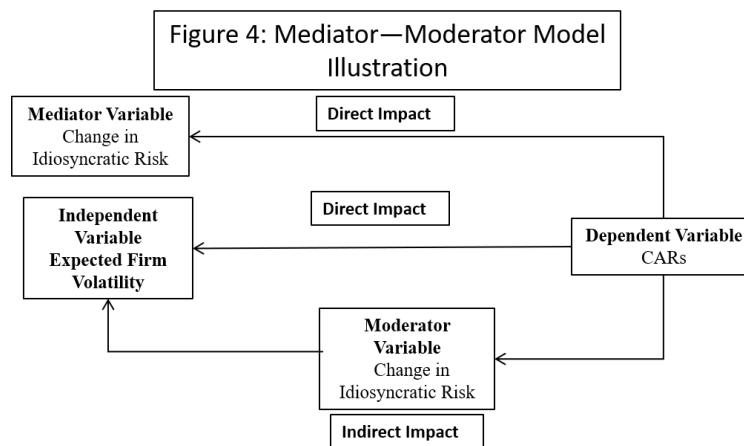 Figure 4: Mediator—Moderator Model
Illustration
Mediator Variable
Change in
Idiosyncratic Risk
Direct Impact
Direct Impact
Independent
Variable
Expected Firm
Volatility
Dependent Variable
CARs
Moderator
Variable
Change in
Idiosyncratic Risk
Indirect Impact